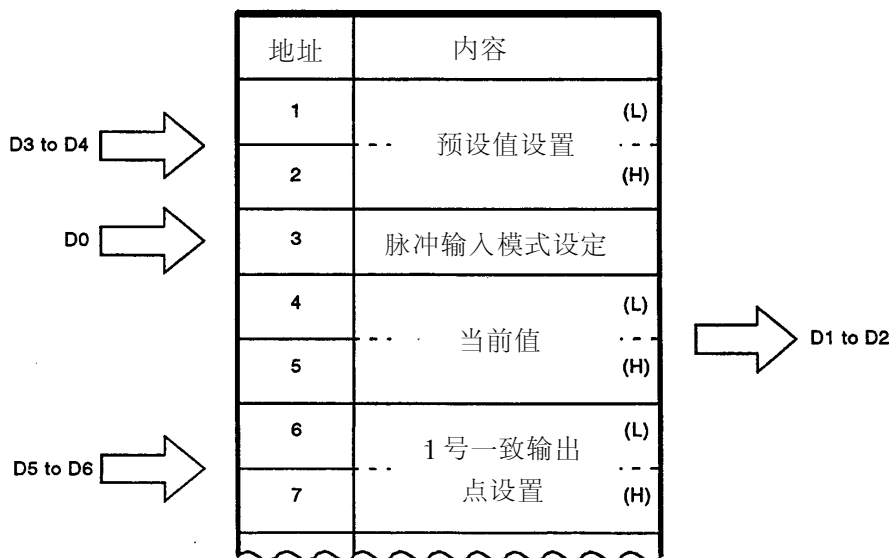 地址 内容
1 (L)
D3 to D4 预设值设置
2 (H)
D0 3 脉冲输入模式设定
4 (L)
当前值 D1 to D2
5 (H)
6 (L)
1号一致输出
D5 to D6 点设置
7 (H)